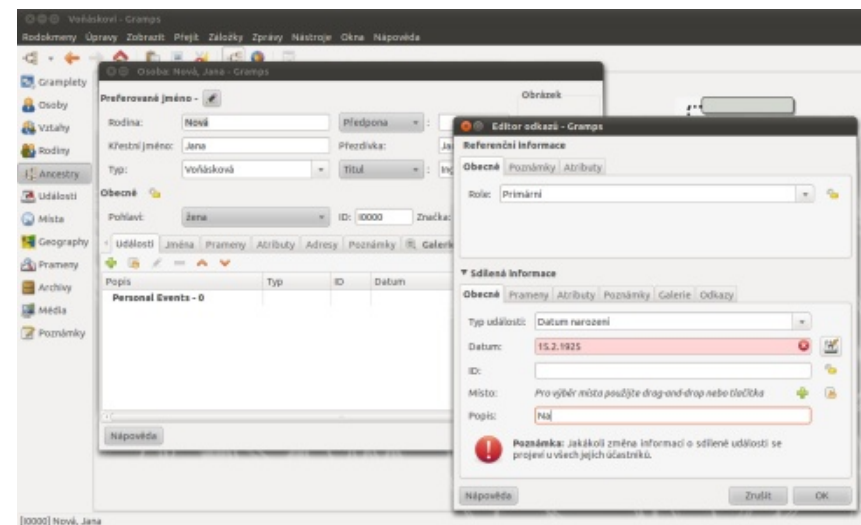 Voňáskovi - Gramps
Rodokmeny Úpravy Zobrazit Přejít Záložky Zprávy Nástroje Okna Nápověda
Gramplety
Osoby
Vztahy
Rodiny
Ancestry
Události
Místa
Geography
Prameny
Archivy
Média
Poznámky
Osoba: Nová, Jana - Gramps
Preferované jméno -
Obrázek
Rodina: Nová Předpona :
Křestní jméno: Jana Přezdívka: Ja
Typ: Voňásková Titul : Ing
Obecné
Pohlaví: žena ID: I0000 Značka:
Události Jména Prameny Atributy Adresy Poznámky Galerie
Popis Typ ID Datum
Personal Events - 0
Nápověda
Editor odkazů - Gramps
Referenční informace
Obecné Poznámky Atributy
Role: Primární
Sdílená informace
Obecné Prameny Atributy Poznámky Galerie Odkazy
Typ události: Datum narození
Datum: 15.2.1925
ID:
Místo: Pro výběr místa použijte drag-and-drop nebo tlačítka
Popis: Na
Poznámka: Jakákoli změna informací o sdílené události se
projeví u všech jejích účastníků.
Nápověda Zrušit OK
[I0000] Nová, Jana